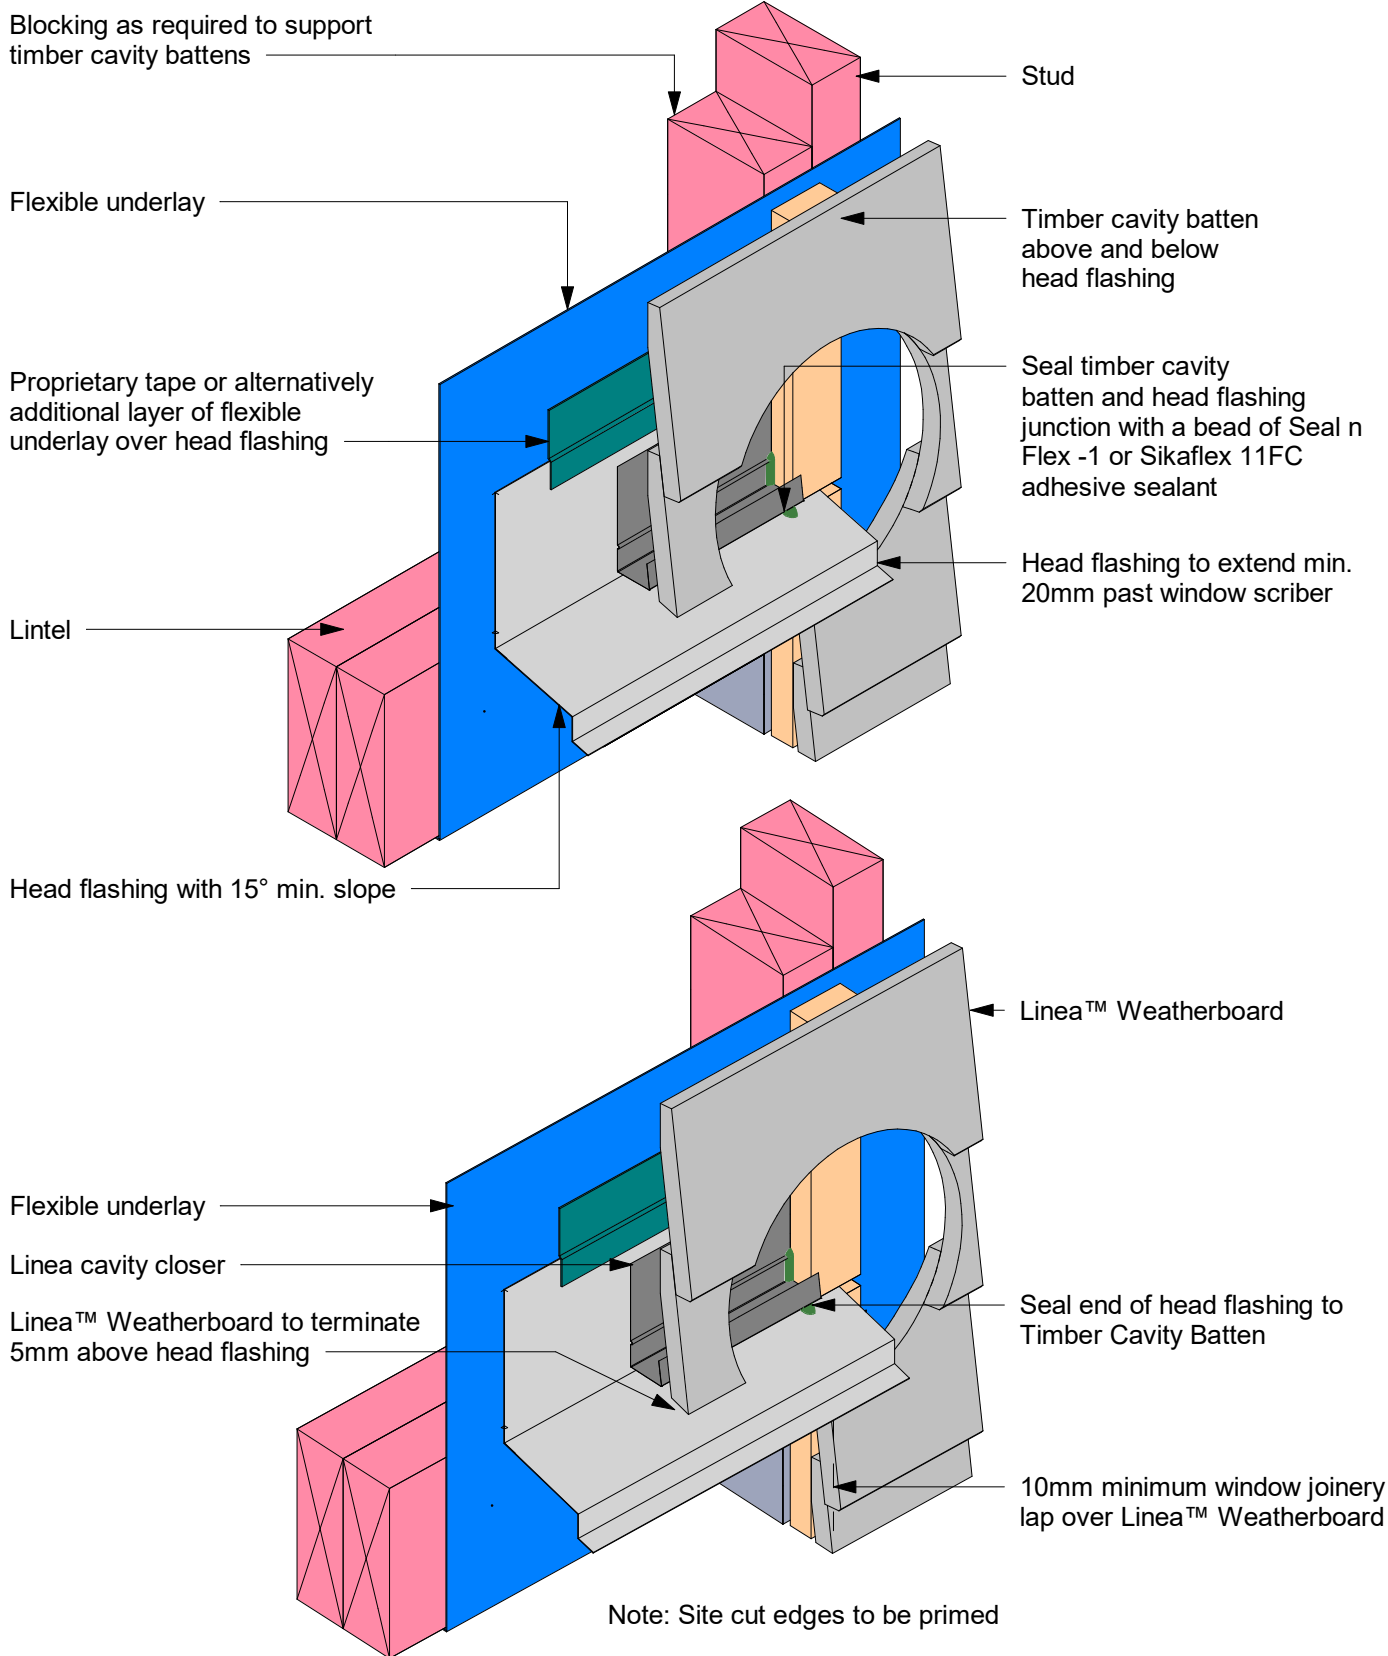 Blocking as required to support
timber cavity battens
Stud
Flexible underlay
Timber cavity batten
above and below
head flashing
Proprietary tape or alternatively
additional layer of flexible
underlay over head flashing
Seal timber cavity
batten and head flashing
junction with a bead of Seal n
Flex -1 or Sikaflex 11FC
adhesive sealant
Head flashing to extend min.
20mm past window scriber
Lintel
Head flashing with 15° min. slope
Linea™ Weatherboard
Flexible underlay
Linea cavity closer
Linea™ Weatherboard to terminate
5mm above head flashing
Seal end of head flashing to
Timber Cavity Batten
10mm minimum window joinery
lap over Linea™ Weatherboard
Note: Site cut edges to be primed